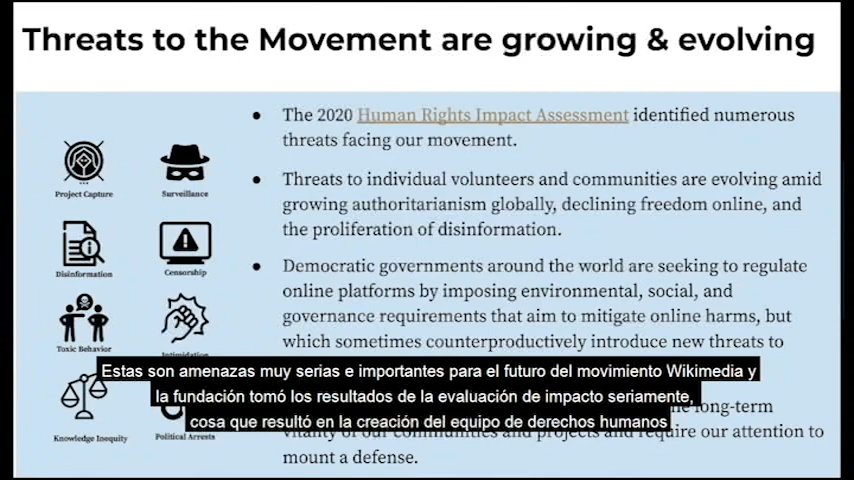 Threats to the Movement are growing & evolving
Project Capture
Surveillance
Disinformation
Censorship
Toxic Behavior
Intimidation
Knowledge Inequity
Political Arrests
● The 2020 Human Rights Impact Assessment identified numerous
threats facing our movement.
● Threats to individual volunteers and communities are evolving amid
growing authoritarianism globally, declining freedom online, and
the proliferation of disinformation.
● Democratic governments around the world are seeking to regulate
online platforms by imposing environmental, social, and
governance requirements that aim to mitigate online harms, but
which sometimes counterproductively introduce new threats to
long-term
vitality of our communities and projects and require our attention to
mount a defense.
Estas son amenazas muy serias e importantes para el futuro del movimiento Wikimedia y
la fundación tomó los resultados de la evaluación de impacto seriamente,
cosa que resultó en la creación del equipo de derechos humanos